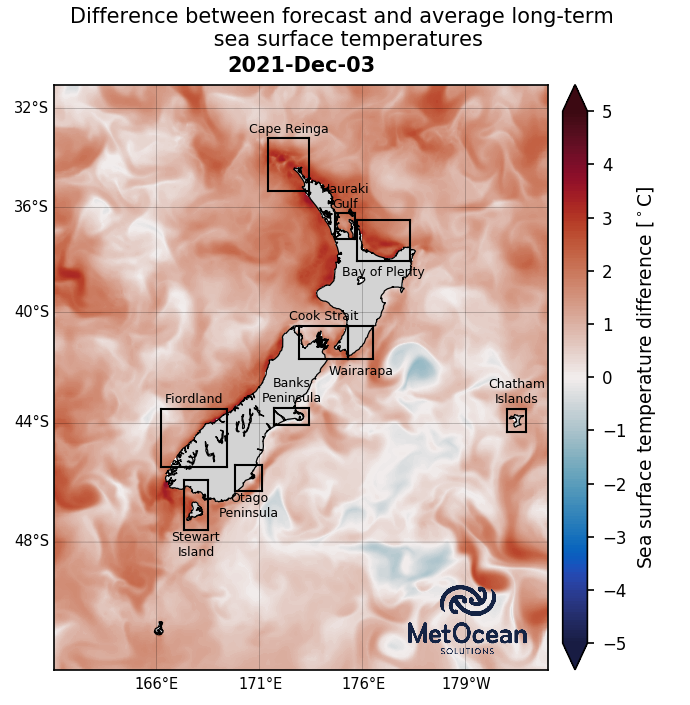 Difference between forecast and average long-term
sea surface temperatures
2021-Dec-03
32°S
36°S
40°S
44°S
48°S
Cape Reinga
Hauraki
Gulf
Bay of Plenty
Cook Strait
Wairarapa
Banks
Peninsula
Chatham
Islands
Fiordland
Otago
Peninsula
Stewart
Island
MetOcean
SOLUTIONS
166°E
171°E
176°E
179°W
5
4
3
2
1
0
−1
−2
−3
−4
−5
Sea surface temperature difference [°C]